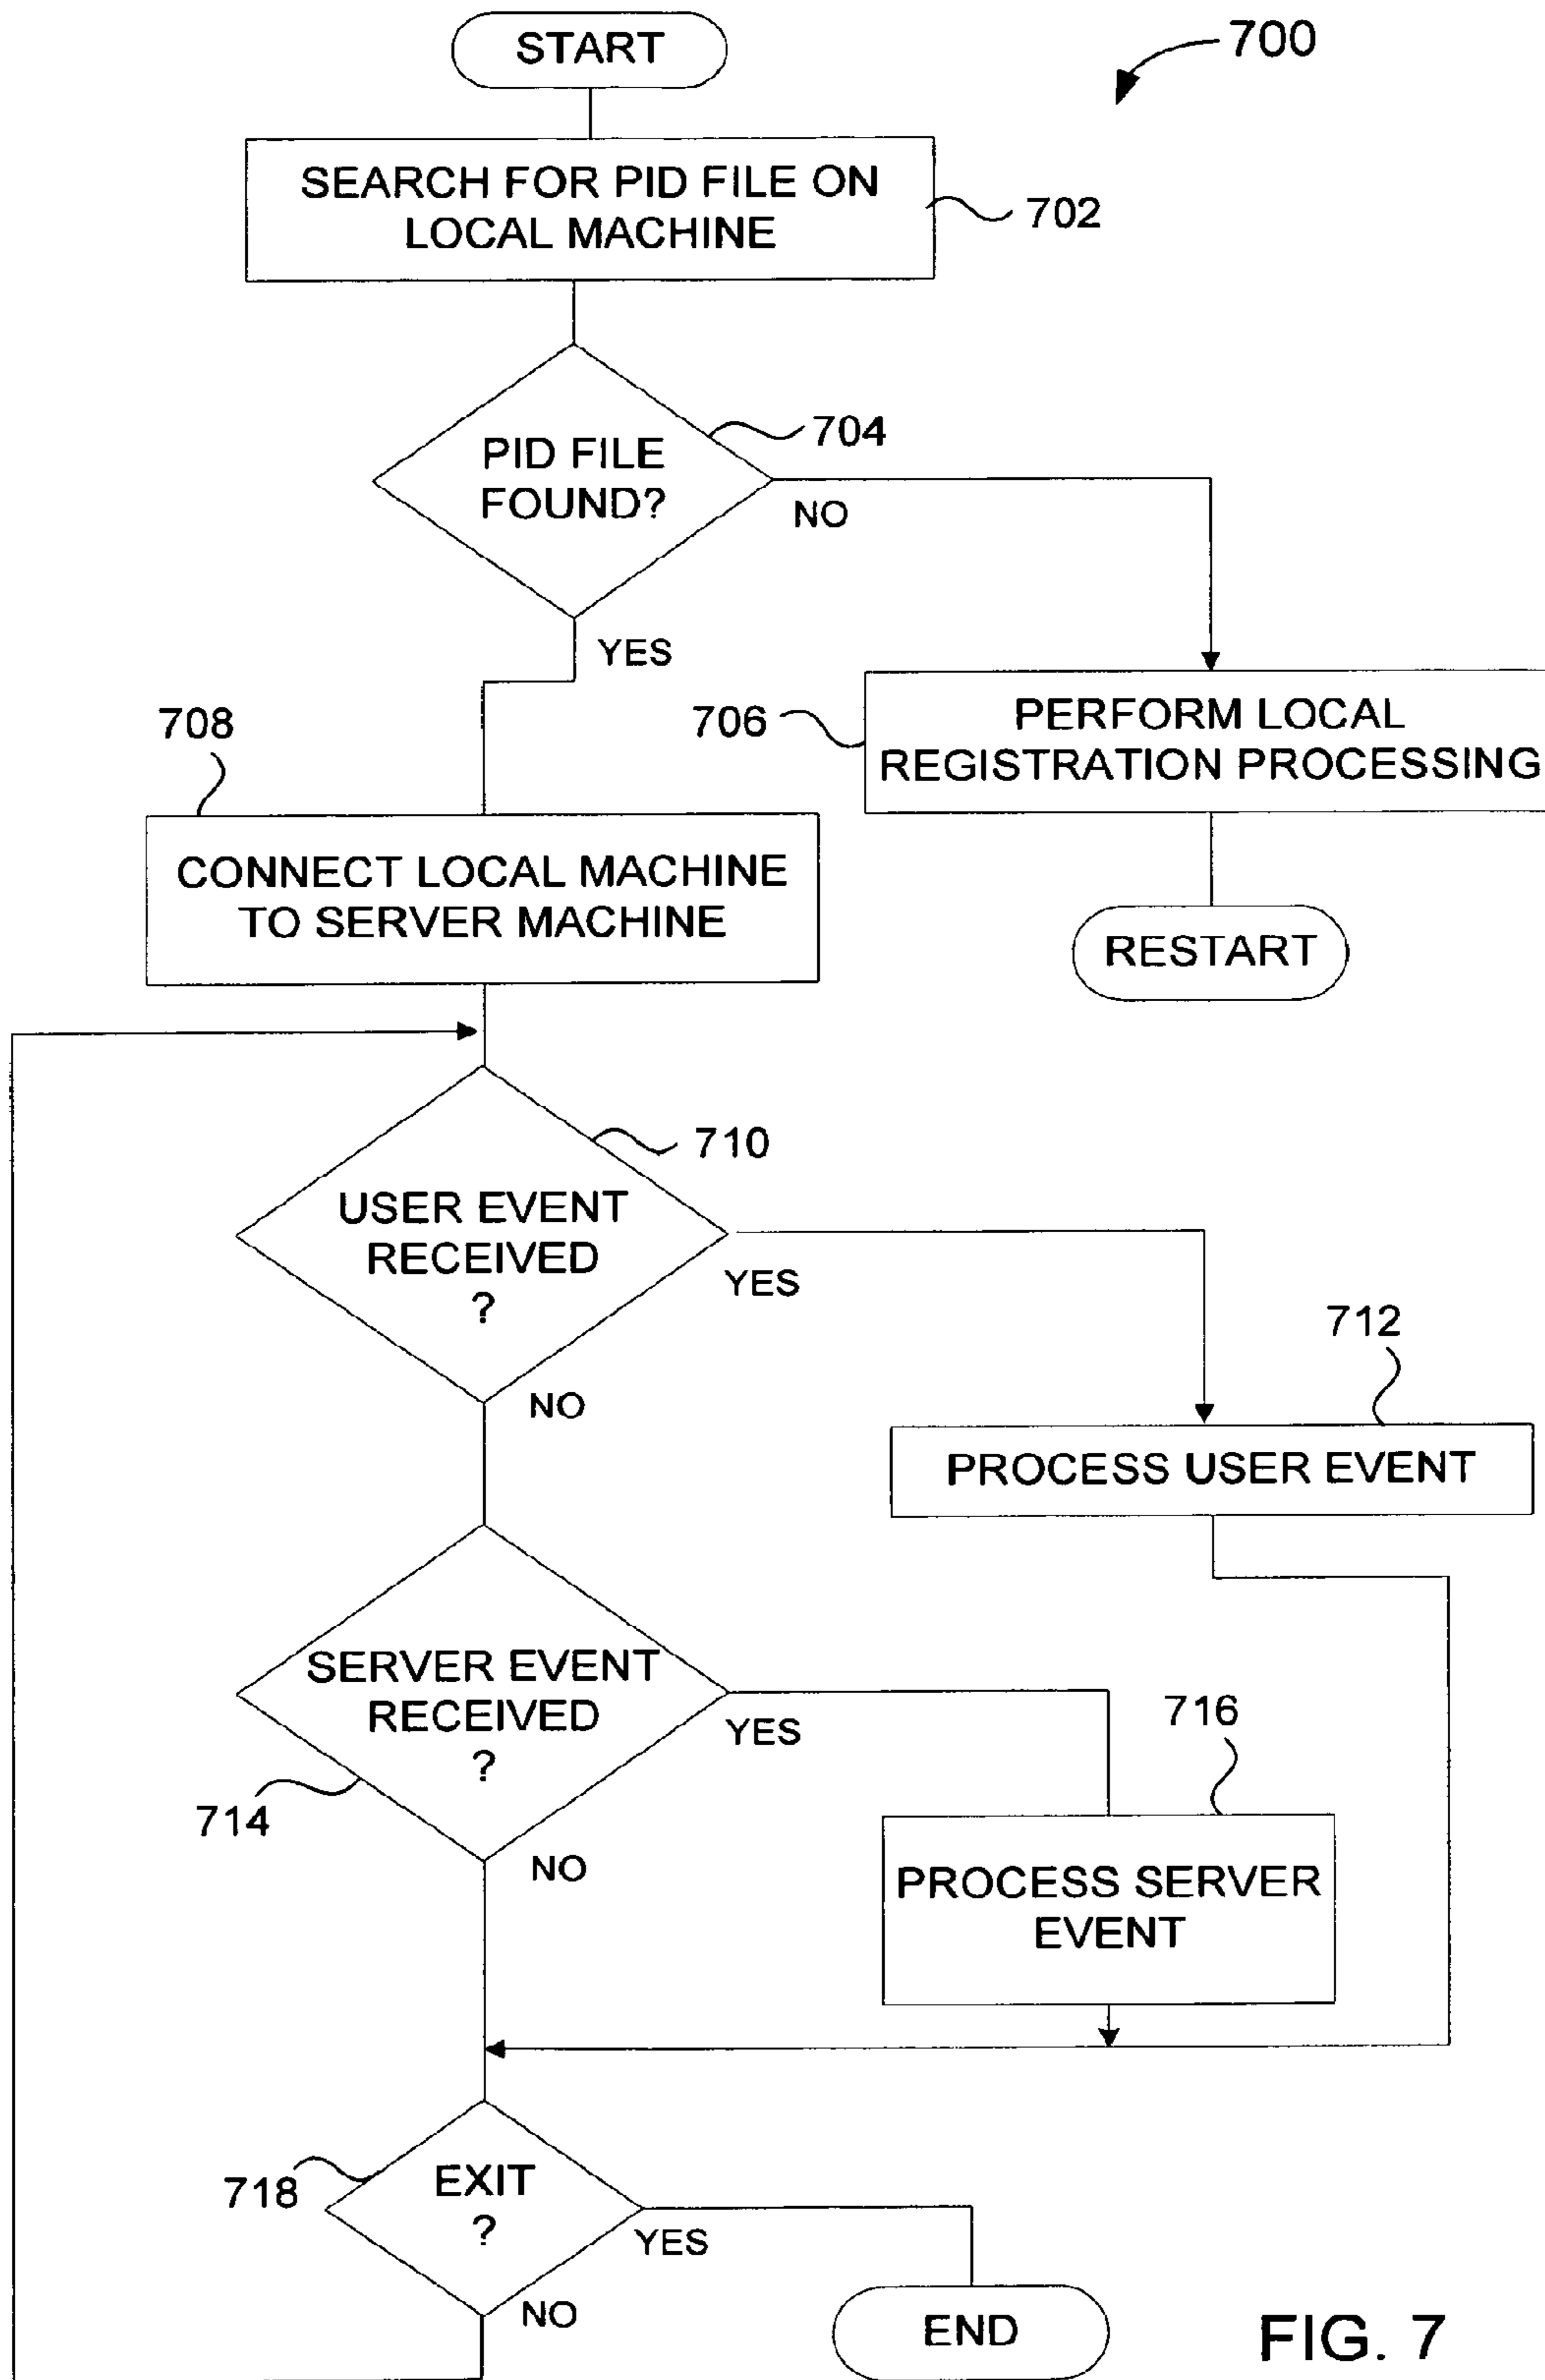 START
700
SEARCH FOR PID FILE ON
LOCAL MACHINE
702
704
PID FILE
FOUND?
NO
YES
708
706
PERFORM LOCAL
REGISTRATION PROCESSING
CONNECT LOCAL MACHINE
TO SERVER MACHINE
RESTART
710
USER EVENT
RECEIVED
?
YES
712
NO
PROCESS USER EVENT
SERVER EVENT
RECEIVED
?
YES
716
714
NO
PROCESS SERVER
EVENT
718
EXIT
?
YES
NO
END
FIG. 7